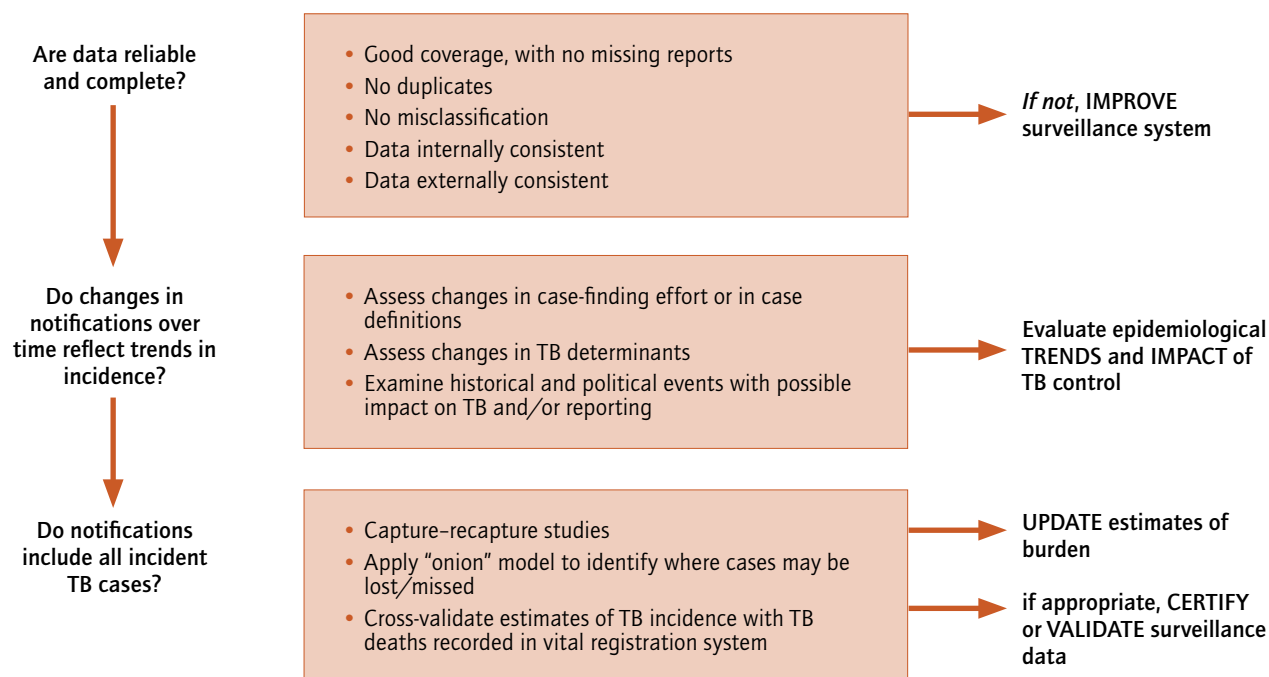 Are data reliable
and complete?
• Good coverage, with no missing reports
• No duplicates
• No misclassification
• Data internally consistent
• Data externally consistent
If not, IMPROVE
surveillance system
Do changes in
notifications over
time reflect trends in
incidence?
• Assess changes in case-finding effort or in case
definitions
• Assess changes in TB determinants
• Examine historical and political events with possible
impact on TB and/or reporting
Evaluate epidemiological
TRENDS and IMPACT of
TB control
Do notifications
include all incident
TB cases?
• Capture–recapture studies
• Apply “onion” model to identify where cases may be
lost/missed
• Cross-validate estimates of TB incidence with TB
deaths recorded in vital registration system
UPDATE estimates of
burden
if appropriate, CERTIFY
or VALIDATE surveillance
data